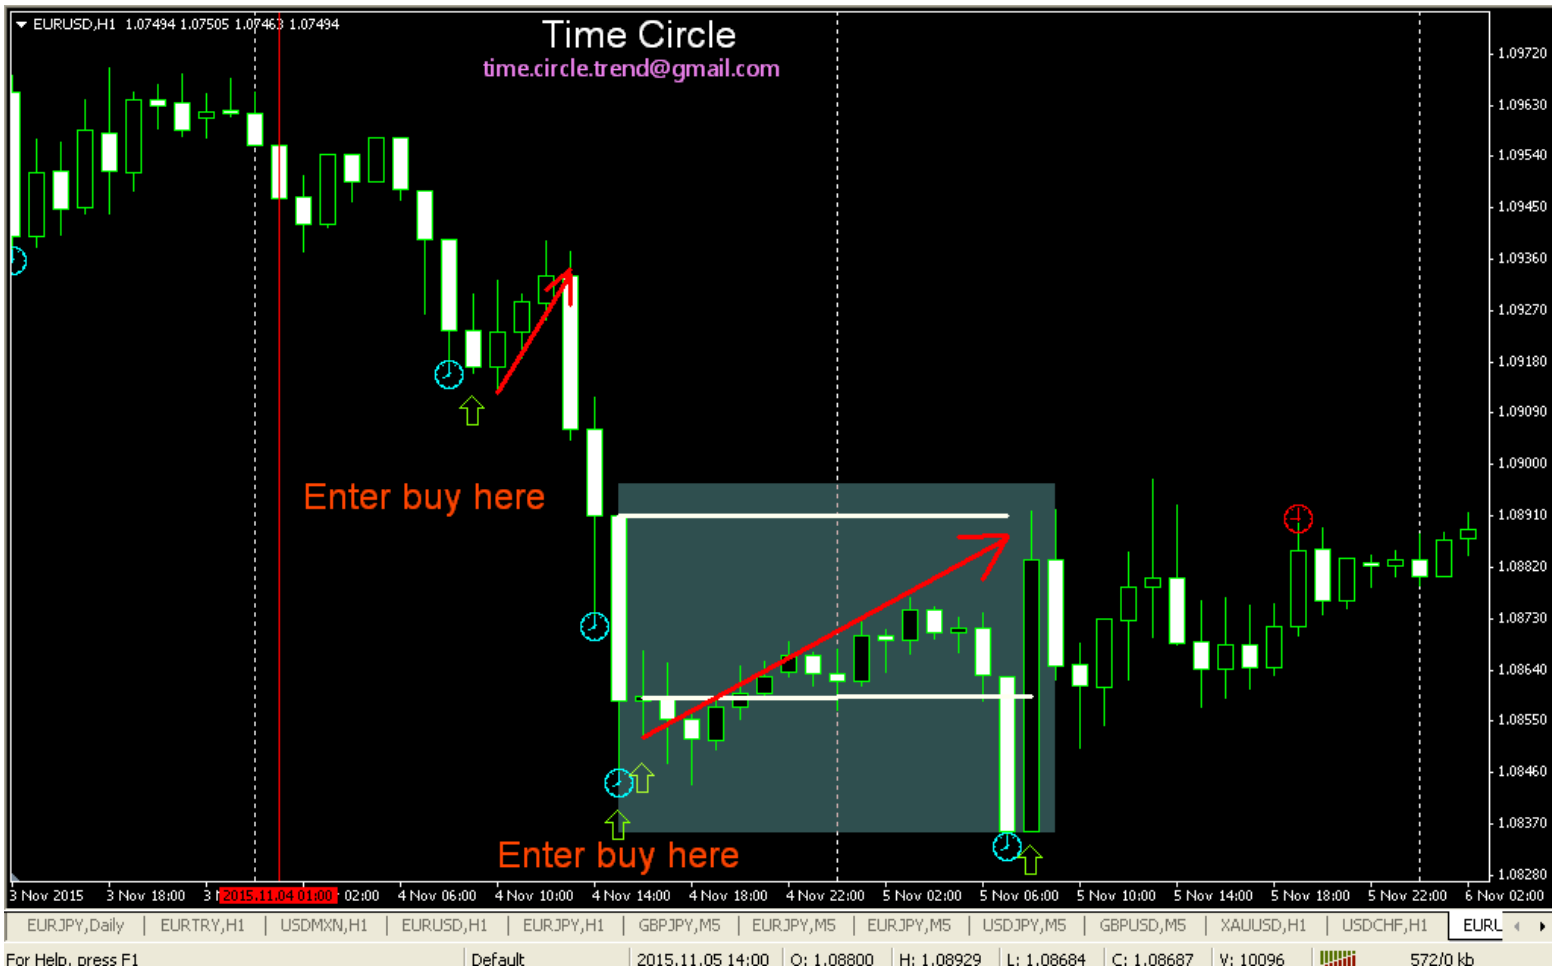 EURUSD,H1 1.07494 1.07505 1.07463 1.07494
Time Circle
time.circle.trend@gmail.com
1.09720
1.09630
1.09540
1.09450
1.09360
1.09270
1.09180
1.09090
1.09000
1.08910
1.08820
1.08730
1.08640
1.08550
1.08460
1.08370
1.08280
Enter buy here
Enter buy here
3 Nov 2015 3 Nov 18:00 2015.11.04 01:00 02:00 4 Nov 06:00 4 Nov 10:00 4 Nov 14:00 4 Nov 18:00 4 Nov 22:00 5 Nov 02:00 5 Nov 06:00 5 Nov 10:00 5 Nov 14:00 5 Nov 18:00 5 Nov 22:00 6 Nov 02:00
EURJPY,Daily EURTRY,H1 USDMXN,H1 EURUSD,H1 EURJPY,H1 GBPJPY,M5 EURJPY,M5 EURJPY,M5 USDJPY,M5 GBPUSD,M5 XAUUSD,H1 USDCHF,H1 EURU
For Help, press F1 Default 2015.11.05 14:00 O: 1.08800 H: 1.08929 L: 1.08684 C: 1.08687 V: 10096 572/0 kb